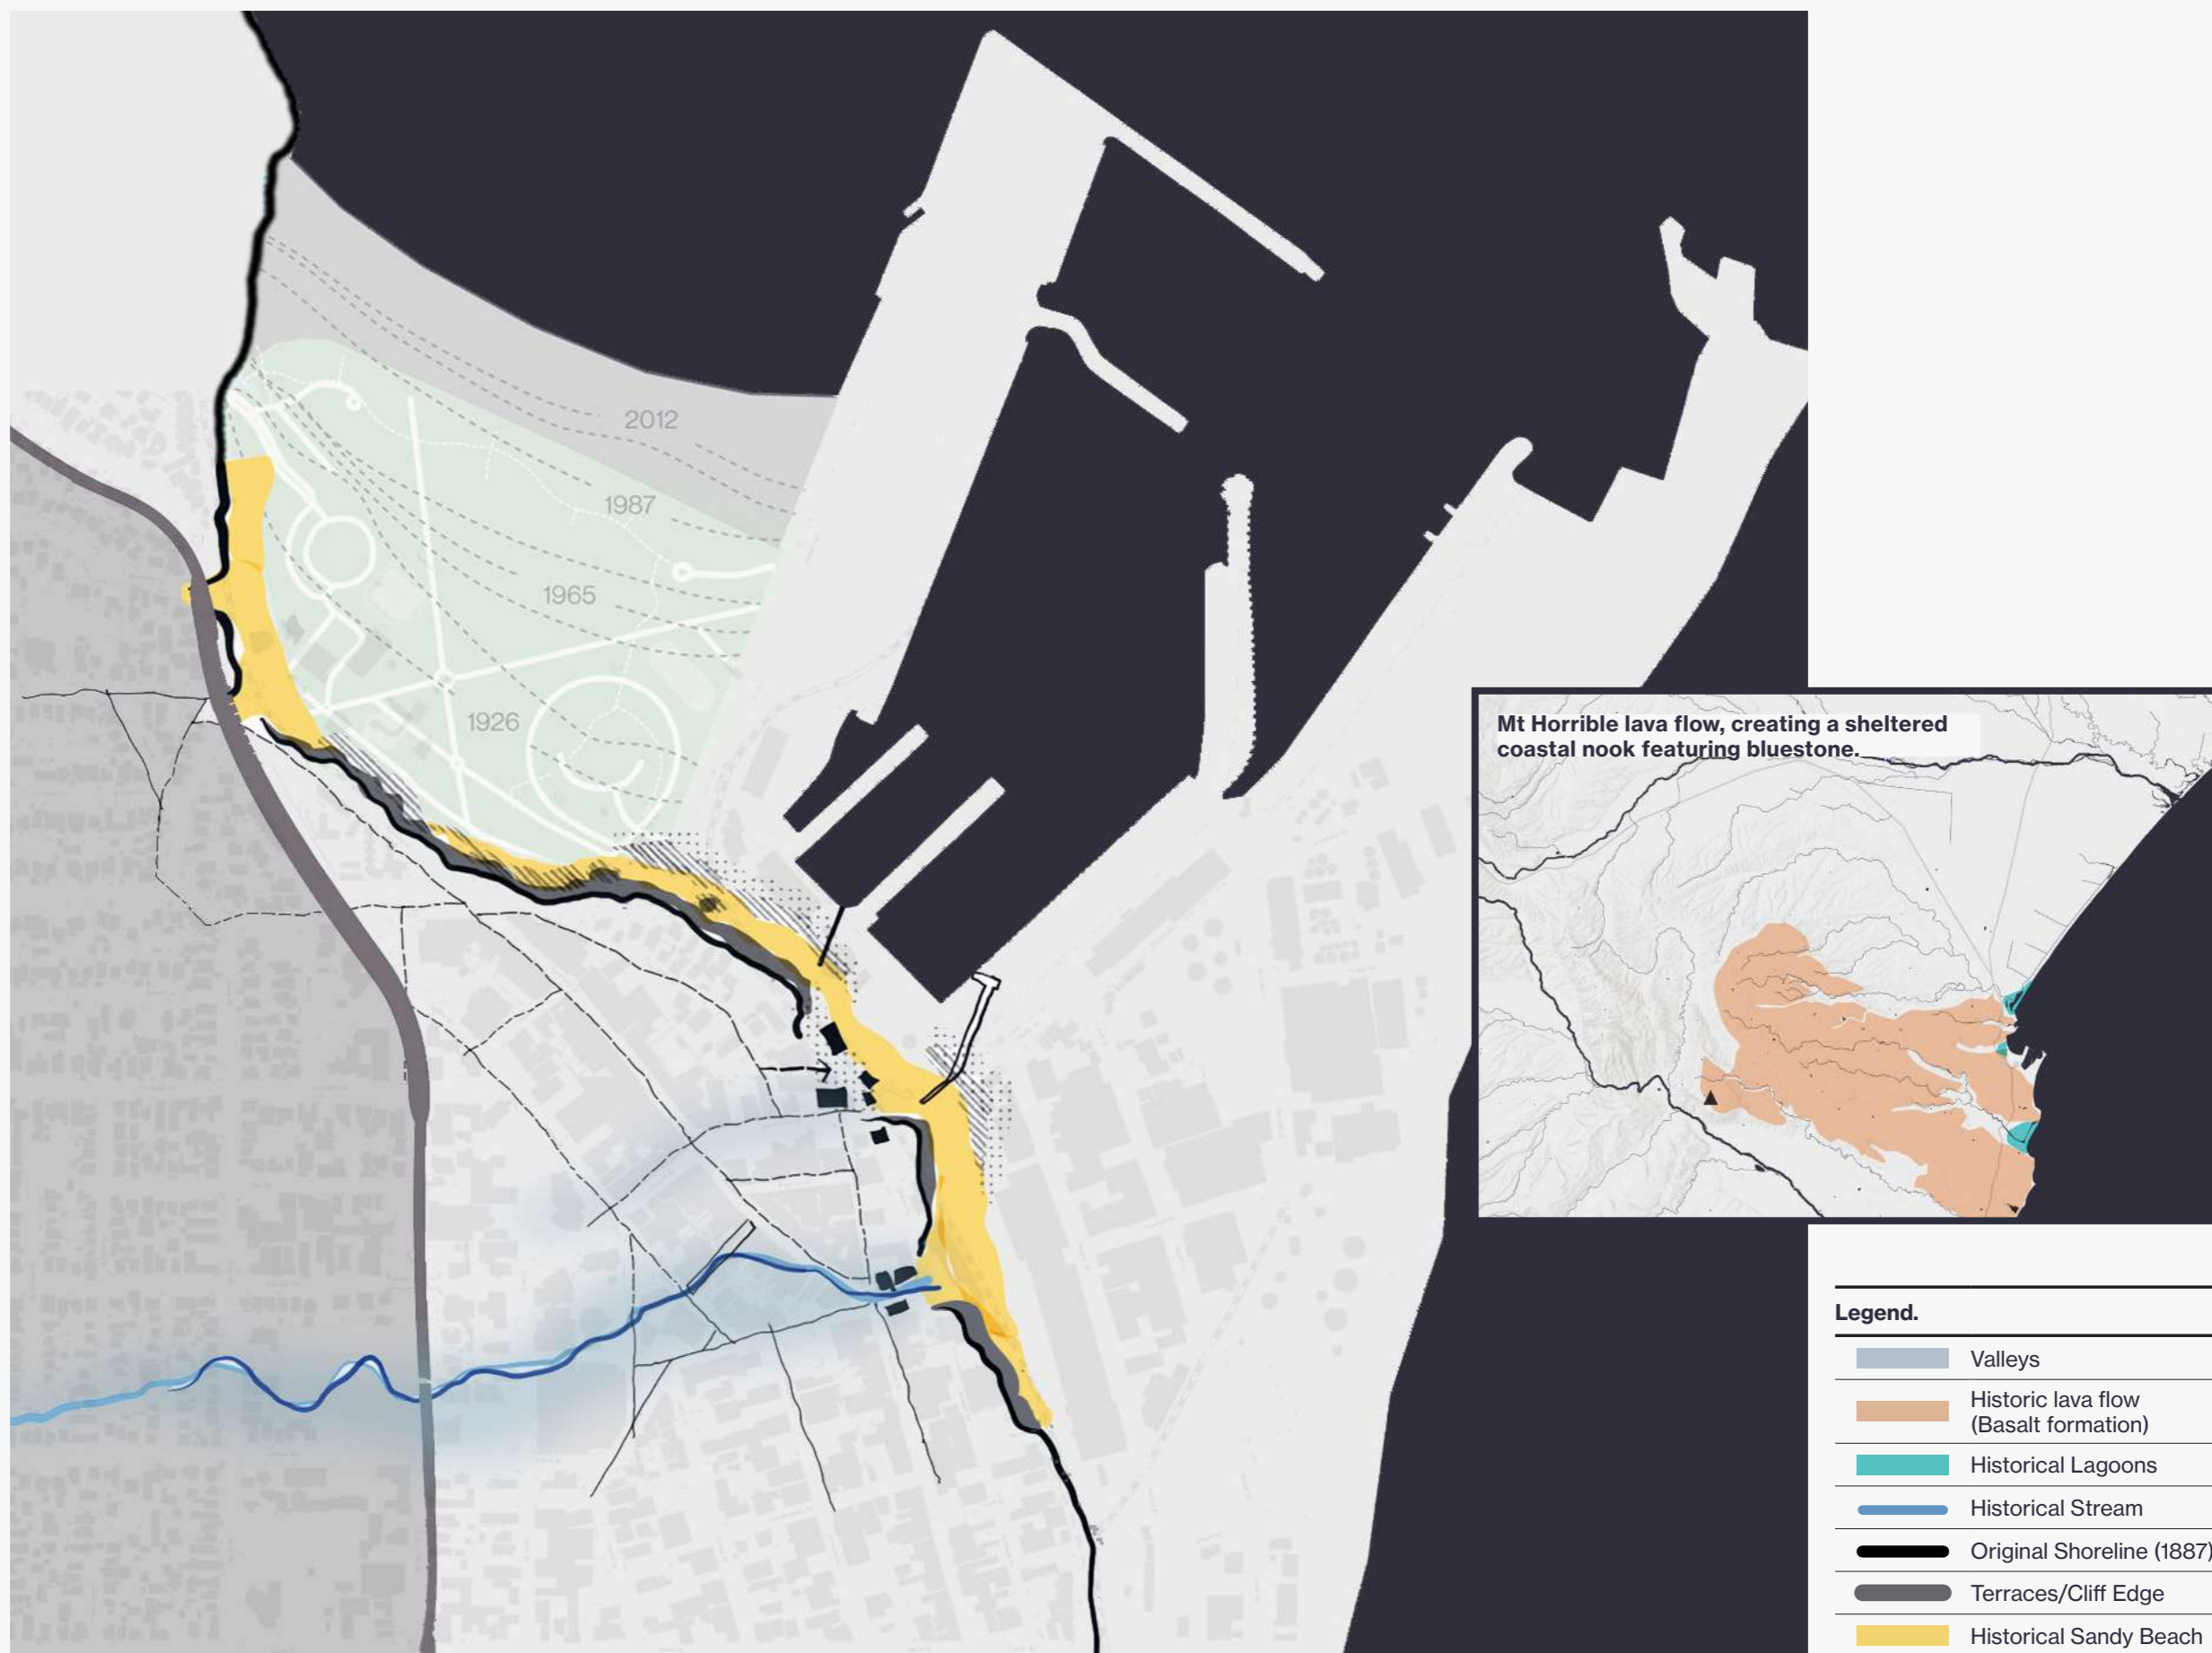 2012
1987
1965
1926
Mt Horrible lava flow, creating a sheltered
coastal nook featuring bluestone.
Legend.
Valleys
Historic lava flow
(Basalt formation)
Historical Lagoons
Historical Stream
Original Shoreline (1887)
Terraces/Cliff Edge
Historical Sandy Beach